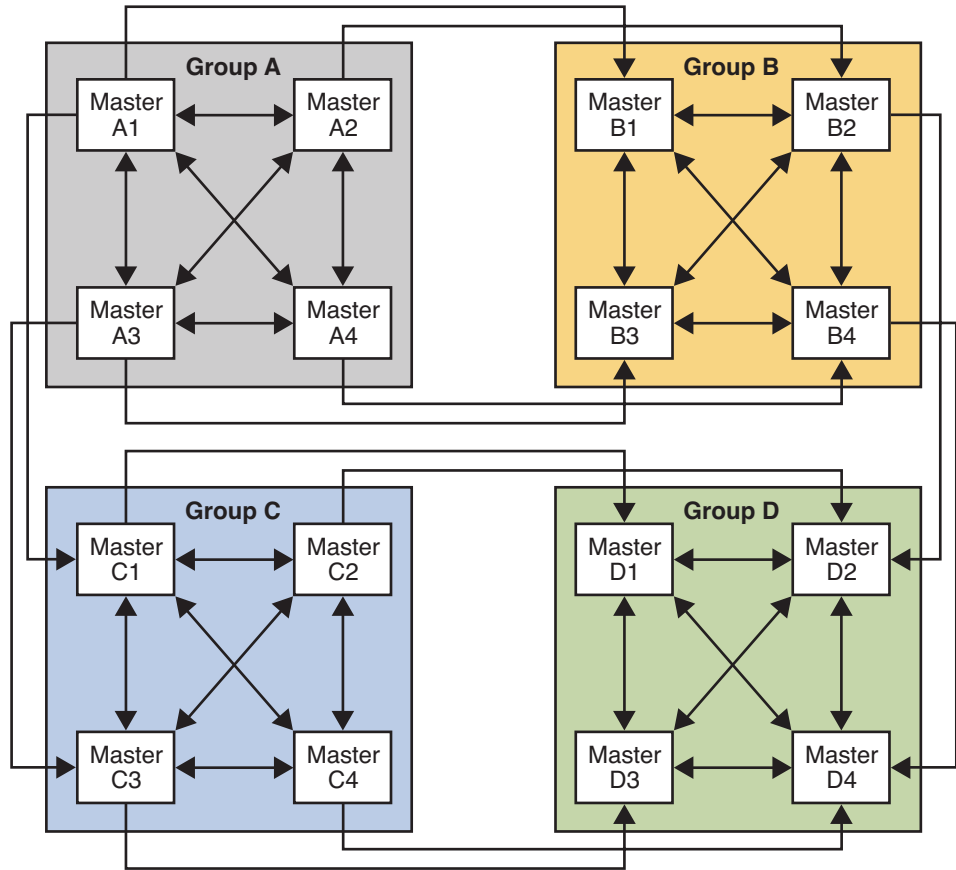 Group A
Master
A1
Master
A2
Master
A3
Master
A4
Group B
Master
B1
Master
B2
Master
B3
Master
B4
Group C
Master
C1
Master
C2
Master
C3
Master
C4
Group D
Master
D1
Master
D2
Master
D3
Master
D4